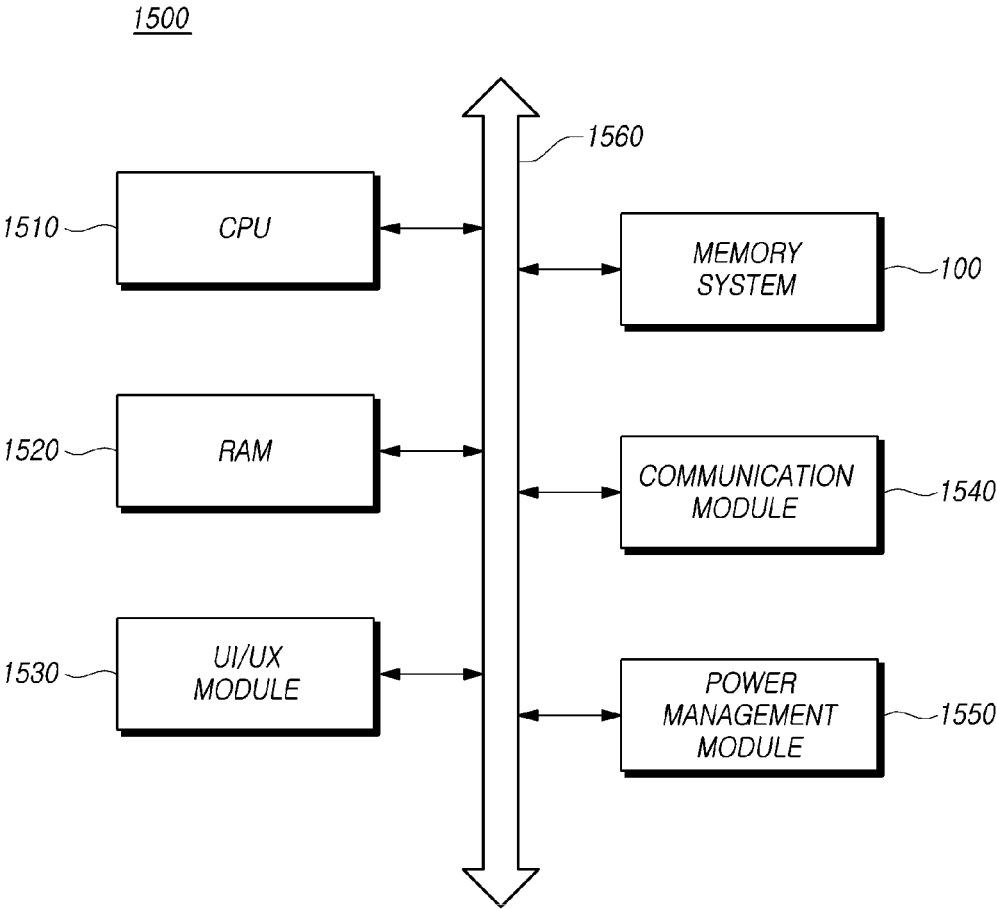 1500
1560
1510
CPU
MEMORY
SYSTEM
100
1520
RAM
COMMUNICATION
MODULE
1540
1530
UI/UX
MODULE
POWER
MANAGEMENT
MODULE
1550